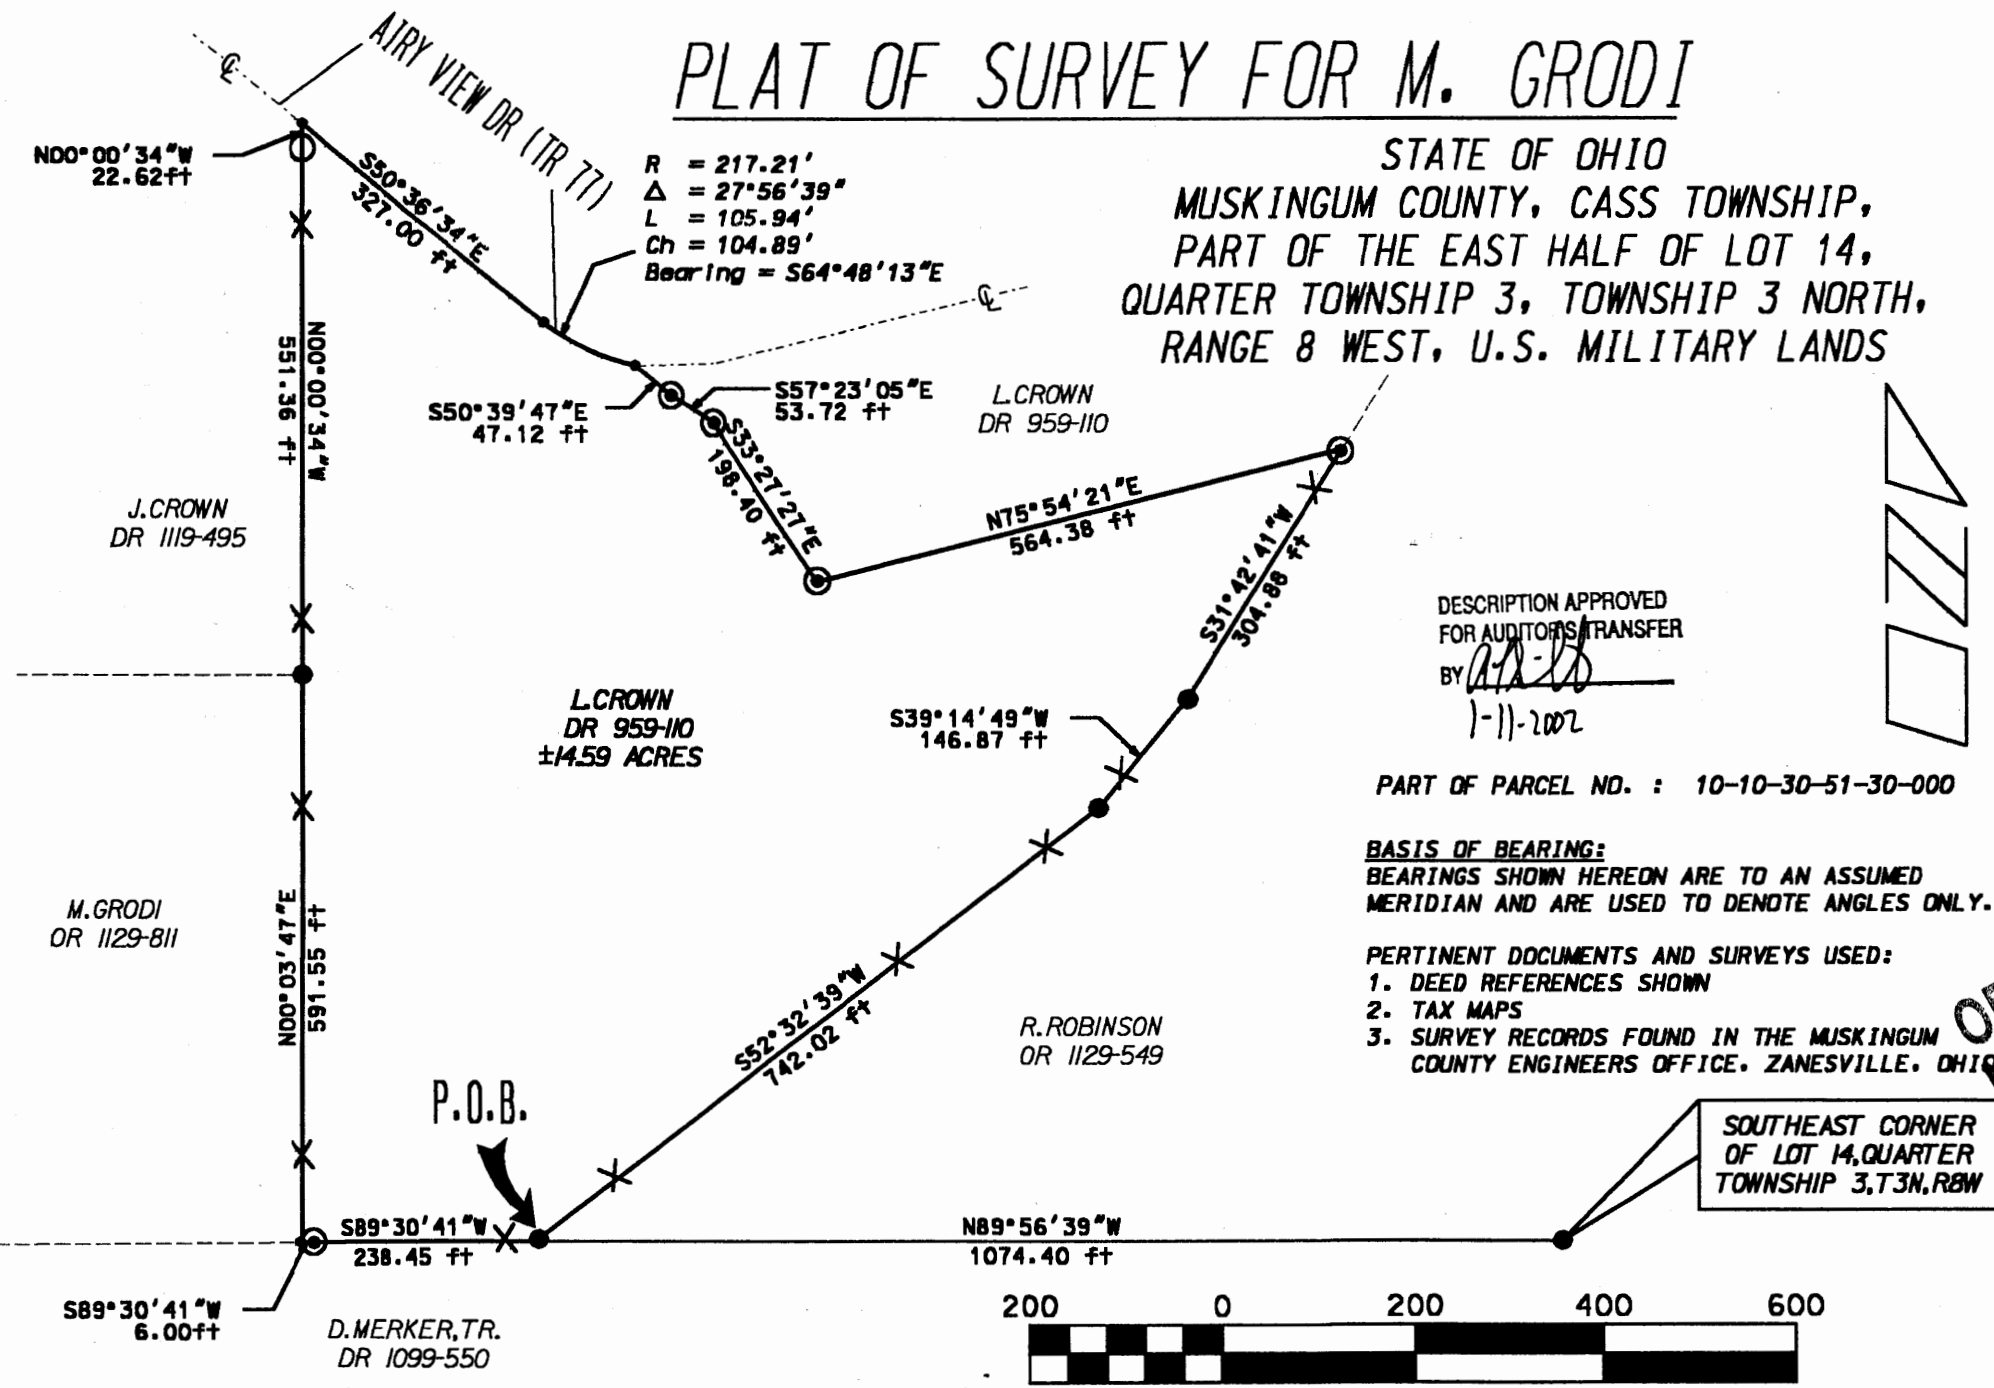 PLAT OF SURVEY FOR M. GRODI
STATE OF OHIO
MUSKINGUM COUNTY, CASS TOWNSHIP,
PART OF THE EAST HALF OF LOT 14,
QUARTER TOWNSHIP 3, TOWNSHIP 3 NORTH,
RANGE 8 WEST, U.S. MILITARY LANDS
℄
AIRY VIEW DR (TR 77)
N00°00'34"W
22.62ft
S50°36'34"E
327.00 ft
R = 217.21'
Δ = 27°56'39"
L = 105.94'
Ch = 104.89'
Bearing = S64°48'13"E
℄
N00°00'34"W
551.36 ft
S50°39'47"E
47.12 ft
S57°23'05"E
53.72 ft
L.CROWN
DR 959-110
S33°27'27"E
198.40 ft
N75°54'21"E
564.38 ft
J.CROWN
DR 1119-495
S31°42'41"W
304.88 ft
DESCRIPTION APPROVED
FOR AUDITOR'S TRANSFER
BY
1-11-2002
L.CROWN
DR 959-110
±14.59 ACRES
S39°14'49"W
146.87 ft
PART OF PARCEL NO. : 10-10-30-51-30-000
BASIS OF BEARING:
BEARINGS SHOWN HEREON ARE TO AN ASSUMED
MERIDIAN AND ARE USED TO DENOTE ANGLES ONLY.
M.GRODI
OR 1129-811
N00°03'47"E
591.55 ft
PERTINENT DOCUMENTS AND SURVEYS USED:
1. DEED REFERENCES SHOWN
2. TAX MAPS
3. SURVEY RECORDS FOUND IN THE MUSKINGUM
COUNTY ENGINEERS OFFICE. ZANESVILLE. OHIO
S52°32'39"W
742.02 ft
R.ROBINSON
OR 1129-549
P.O.B.
SOUTHEAST CORNER
OF LOT 14,QUARTER
TOWNSHIP 3,T3N,R8W
S89°30'41"W
238.45 ft
N89°56'39"W
1074.40 ft
S89°30'41"W
6.00ft
D.MERKER,TR.
DR 1099-550
200 0 200 400 600